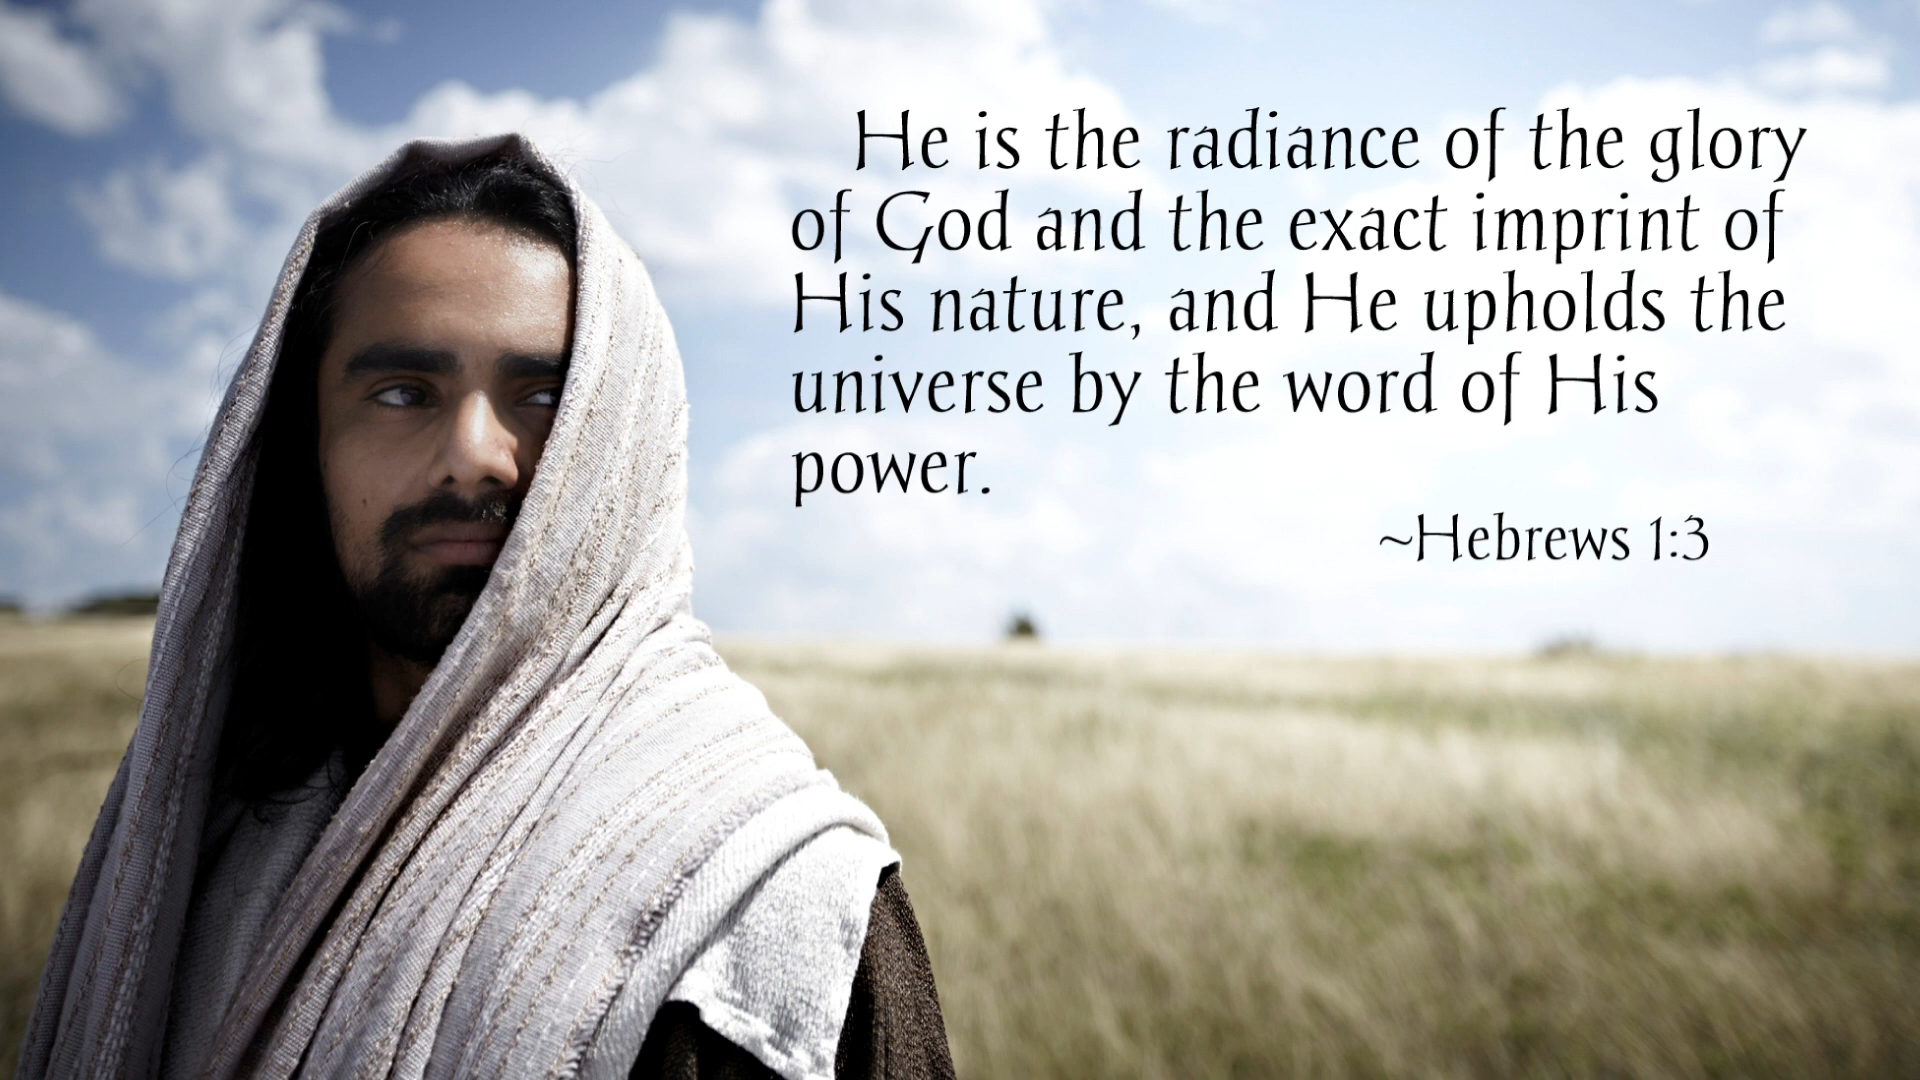 He is the radiance of the glory
of God and the exact imprint of
His nature, and He upholds the
universe by the word of His
power.
~Hebrews 1:3